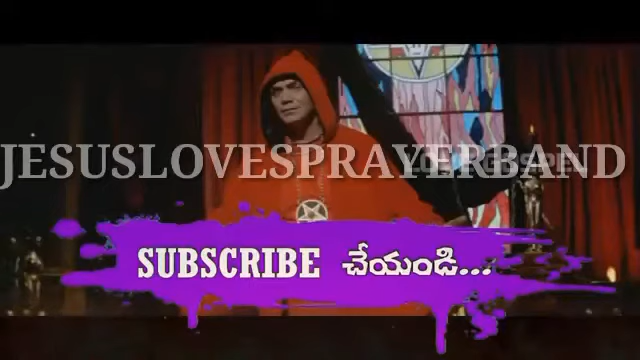 JESUSLOVESPRAYERBAND
SUBSCRIBE చేయండి...